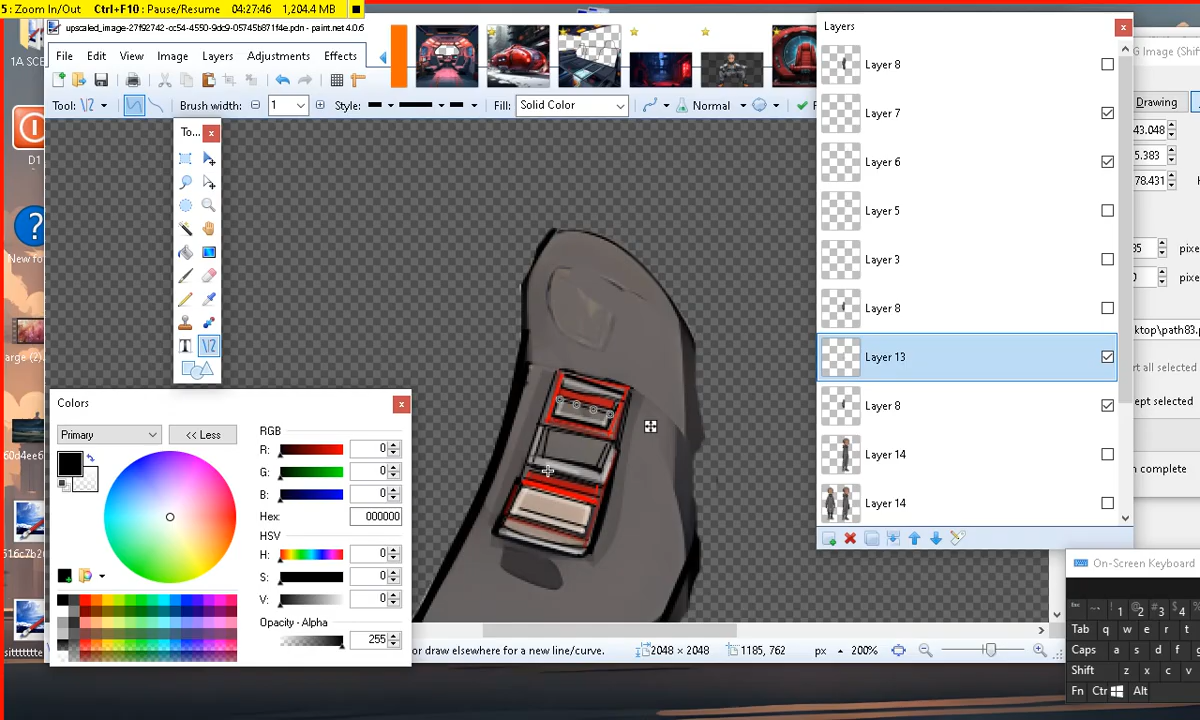 5: Zoom In/Out Ctrl+F10 : Pause/Resume 04:27:46 1,204.4 MB
upscaled_image-27f92742-cc54-4550-9dc9-05745b871f4e.pdn - paint.net 4.0.6
File Edit View Image Layers Adjustments Effects
Tool: Brush width: 1 Style: Fill: Solid Color Normal
To...
Layers
Layer 8
Layer 7
Layer 6
Layer 5
Layer 3
Layer 8
Layer 13
Layer 8
Layer 14
Layer 14
Colors
Primary
<< Less
RGB
R: 0
G: 0
B: 0
Hex: 000000
HSV
H: 0
S: 0
V: 0
Opacity - Alpha
255
or draw elsewhere for a new line/curve. 2048 × 2048 1185, 762 px 200%
1A SCE
D1
New fo
arge (2)
60d4ee6
516c7b2
sitttttttte
G Image (Shif
Drawing
43.048
5.383
78.431
35 pixe
0 pixe
ktop\path83.p
rt all selected
ept selected
n complete
On-Screen Keyboard
Tab q w e r t
Caps a s d f
Shift z x c v
Fn Ctr Alt